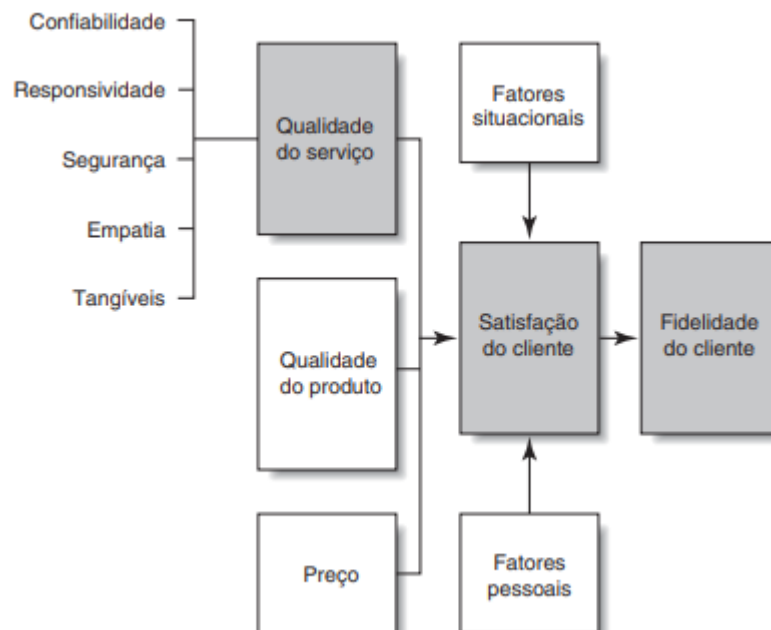 Confiabilidade
Responsividade
Segurança
Empatia
Tangíveis
Qualidade
do serviço
Qualidade
do produto
Preço
Fatores
situacionais
Satisfação
do cliente
Fatores
pessoais
Fidelidade
do cliente